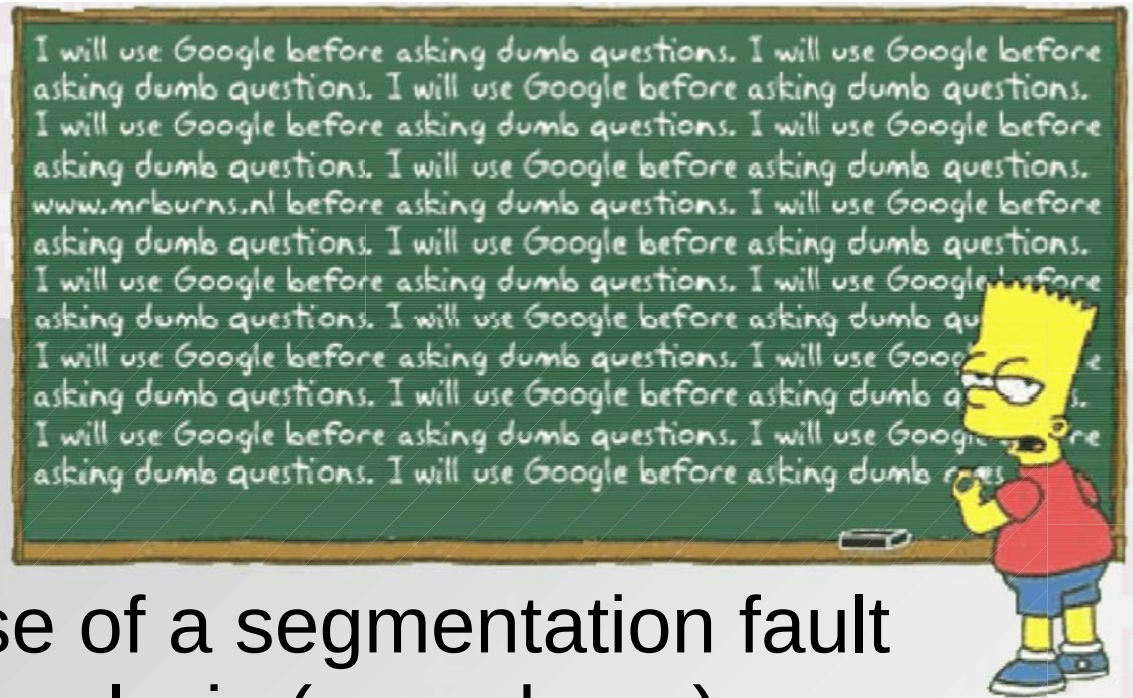 I will use Google before asking dumb questions. I will use Google before
asking dumb questions. I will use Google before asking dumb questions.
I will use Google before asking dumb questions. I will use Google before
asking dumb questions. I will use Google before asking dumb questions.
www.mrburns.nl before asking dumb questions. I will use Google before
asking dumb questions. I will use Google before asking dumb questions.
I will use Google before asking dumb questions. I will use Google before
asking dumb questions. I will use Google before asking dumb qu
I will use Google before asking dumb questions. I will use Goog e
asking dumb questions. I will use Google before asking dumb q s.
I will use Google before asking dumb questions. I will use Googl re
asking dumb questions. I will use Google before asking dumb
se of a segmentation fault